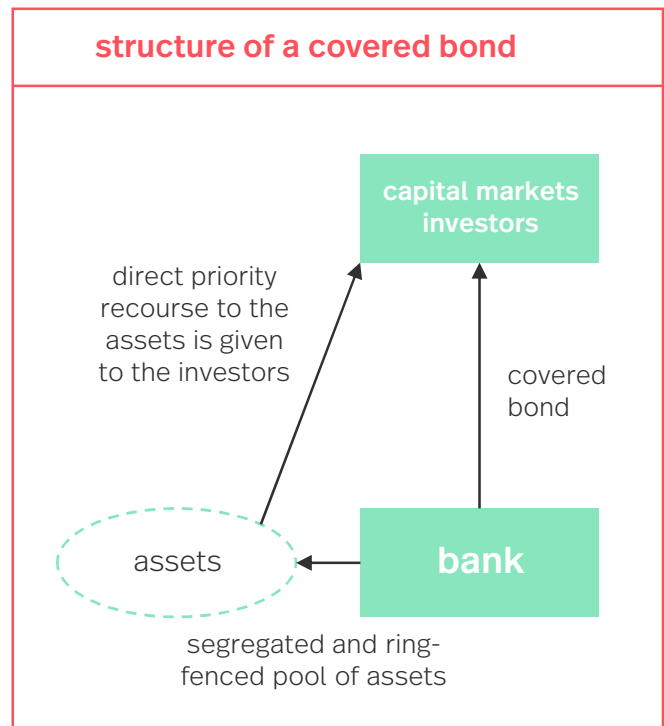 structure of a covered bond
capital markets
investors
direct priority
recourse to the
assets is given
to the investors
covered
bond
assets
bank
segregated and ring-
fenced pool of assets